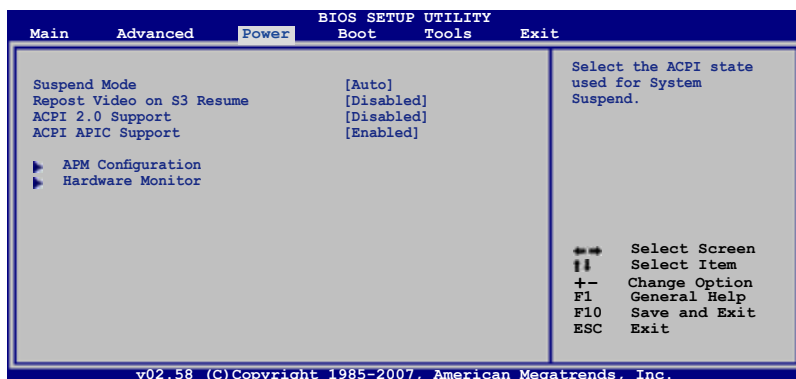 BIOS SETUP UTILITY
Main Advanced Power Boot Tools Exit
Suspend Mode [Auto]
Repost Video on S3 Resume [Disabled]
ACPI 2.0 Support [Disabled]
ACPI APIC Support [Enabled]
APM Configuration
Hardware Monitor
Select the ACPI state
used for System
Suspend.
←→ Select Screen
↑↓ Select Item
+- Change Option
F1 General Help
F10 Save and Exit
ESC Exit
v02.58 (C)Copyright 1985-2007, American Megatrends, Inc.